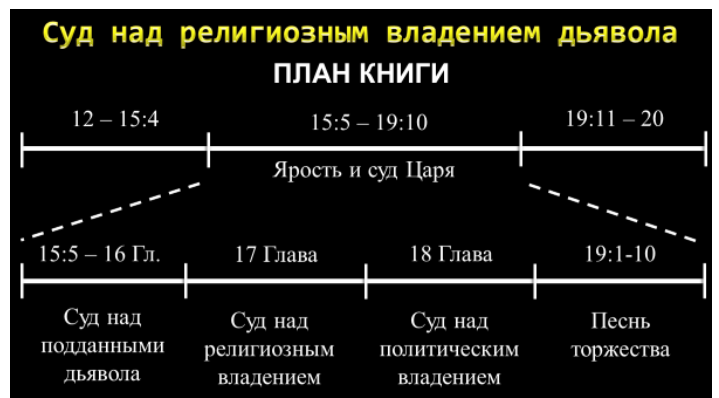 Суд над религиозным владением дьявола
ПЛАН КНИГИ
12 – 15:4
15:5 – 19:10
19:11 – 20
Ярость и суд Царя
15:5 – 16 Гл.
17 Глава
18 Глава
19:1-10
Суд над
подданными
дьявола
Суд над
религиозным
владением
Суд над
политическим
владением
Песнь
торжества